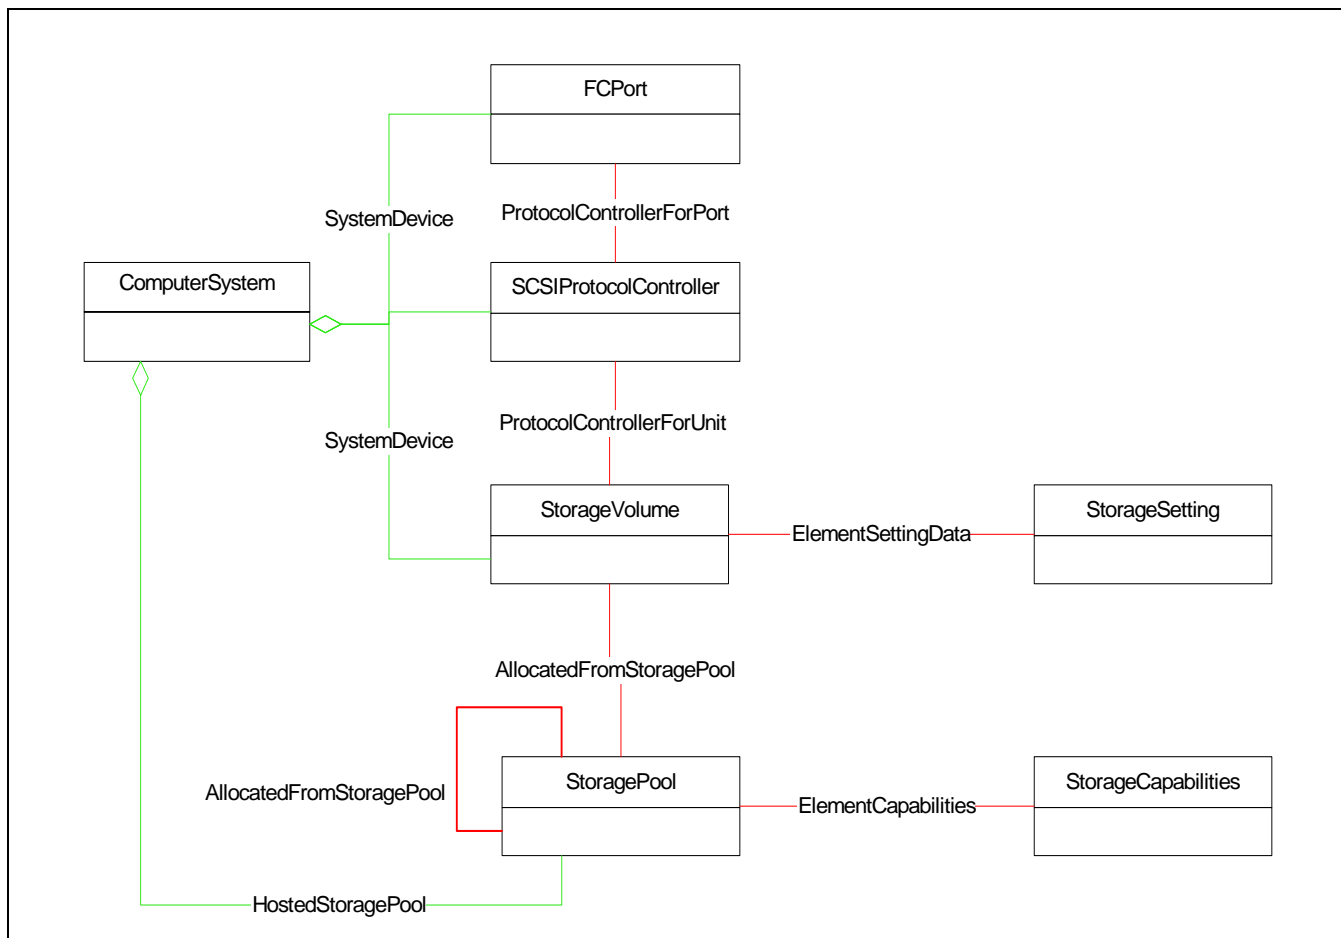 FCPort
SystemDevice
ProtocolControllerForPort
ComputerSystem
SCSIProtocolController
SystemDevice
ProtocolControllerForUnit
StorageVolume
ElementSettingData
StorageSetting
AllocatedFromStoragePool
AllocatedFromStoragePool
StoragePool
ElementCapabilities
StorageCapabilities
HostedStoragePool